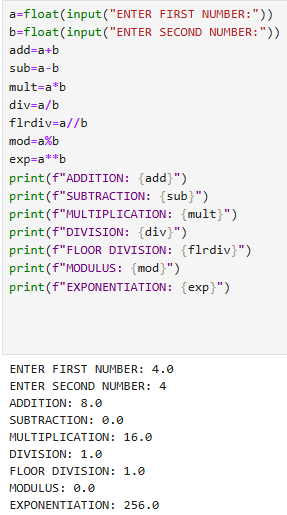 a=float(input("ENTER FIRST NUMBER:"))
b=float(input("ENTER SECOND NUMBER:"))
add=a+b
sub=a-b
mult=a*b
div=a/b
flrdiv=a//b
mod=a%b
exp=a**b
print(f"ADDITION: {add}")
print(f"SUBTRACTION: {sub}")
print(f"MULTIPLICATION: {mult}")
print(f"DIVISION: {div}")
print(f"FLOOR DIVISION: {flrdiv}")
print(f"MODULUS: {mod}")
print(f"EXPONENTIATION: {exp}")
ENTER FIRST NUMBER: 4.0
ENTER SECOND NUMBER: 4
ADDITION: 8.0
SUBTRACTION: 0.0
MULTIPLICATION: 16.0
DIVISION: 1.0
FLOOR DIVISION: 1.0
MODULUS: 0.0
EXPONENTIATION: 256.0